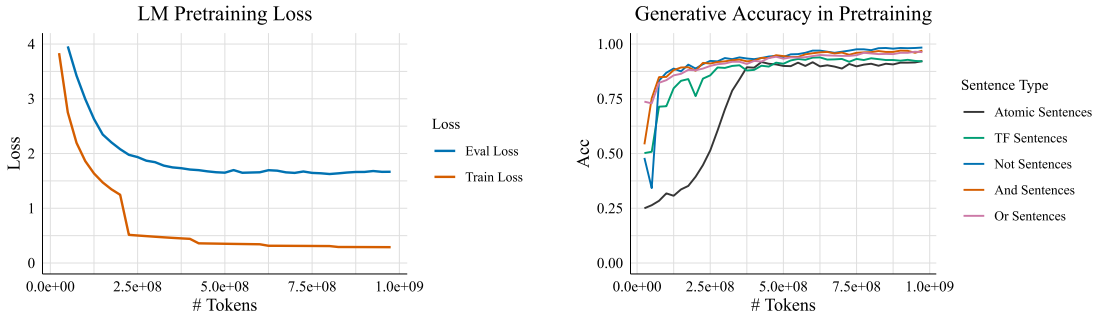 LM Pretraining Loss
4
3
2
1
0
Loss
0.0e+00
2.5e+08
5.0e+08
7.5e+08
1.0e+09
# Tokens
Loss
Eval Loss
Train Loss
Generative Accuracy in Pretraining
1.00
0.75
0.50
0.25
0.00
Acc
0.0e+00
2.5e+08
5.0e+08
7.5e+08
1.0e+09
# Tokens
Sentence Type
Atomic Sentences
TF Sentences
Not Sentences
And Sentences
Or Sentences